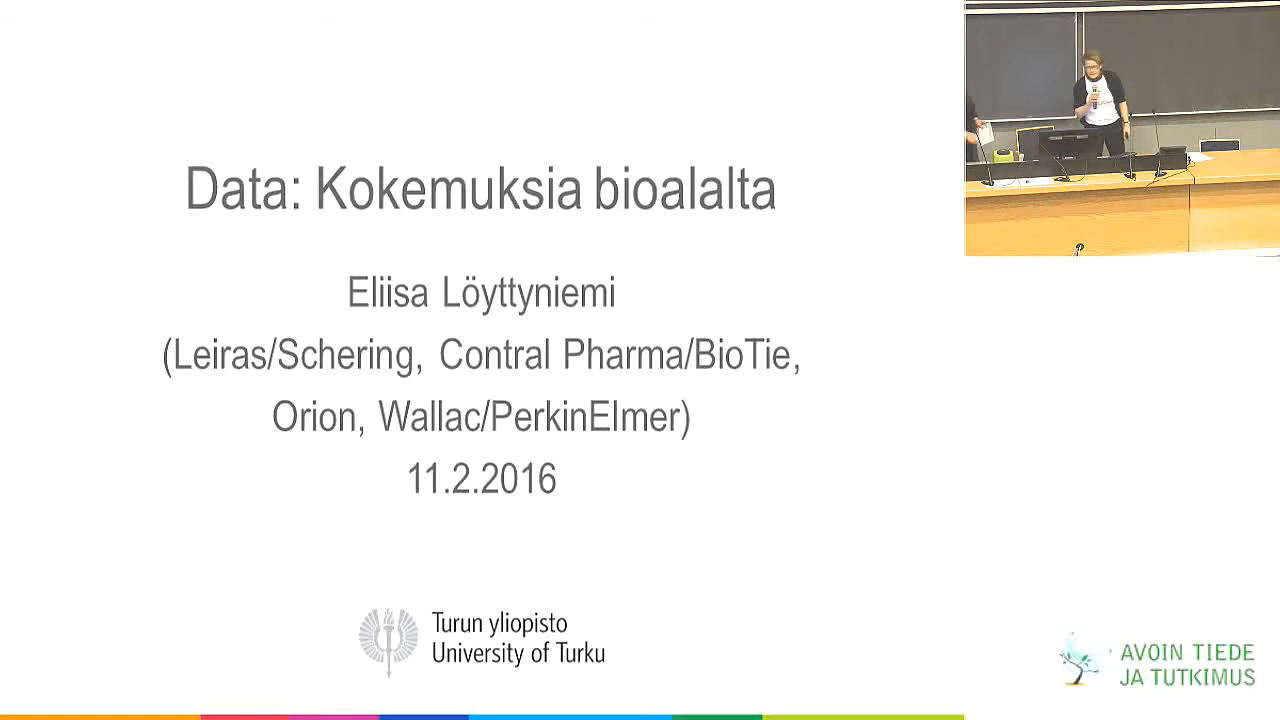 Data: Kokemuksia bioalalta
Eliisa Löyttyniemi
(Leiras/Schering, Contral Pharma/BioTie,
Orion, Wallac/PerkinElmer)
11.2.2016
Turun yliopisto
University of Turku
AVOIN TIEDE
JA TUTKIMUS